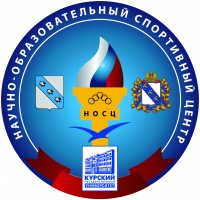 НАУЧНО-ОБРАЗОВАТЕЛЬНЫЙ СПОРТИВНЫЙ ЦЕНТР
НОСЦ
КУРСКИЙ
УНИВЕРСИТЕТ